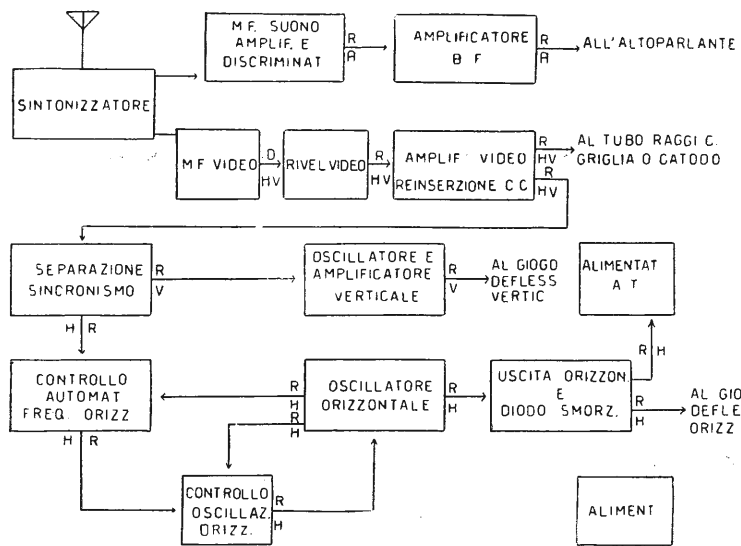 M.F. SUONO
AMPLIF. E
DISCRIMINAT
R
A
AMPLIFICATORE
B F
R
A
ALL'ALTOPARLANTE
SINTONIZZATORE
M F VIDEO
D
HV
RIVEL VIDEO
R
HV
AMPLIF. VIDEO
REINSERZIONE C C
R
HV
R
HV
AL TUBO RAGGI C.
GRIGLIA O CATODO
SEPARAZIONE
SINCRONISMO
R
V
OSCILLATORE E
AMPLIFICATORE
VERTICALE
R
V
AL GIOGO
DEFLESS
VERTIC
ALIMENTAT
A T
H R
R H
CONTROLLO
AUTOMAT
FREQ. ORIZZ
R
H
R
H
OSCILLATORE
ORIZZONTALE
R
H
USCITA ORIZZON.
E
DIODO SMORZ.
R
H
AL GIO
DEFLE
ORIZZ
H R
CONTROLLO
OSCILLAZ.
ORIZZ.
R
H
ALIMENT